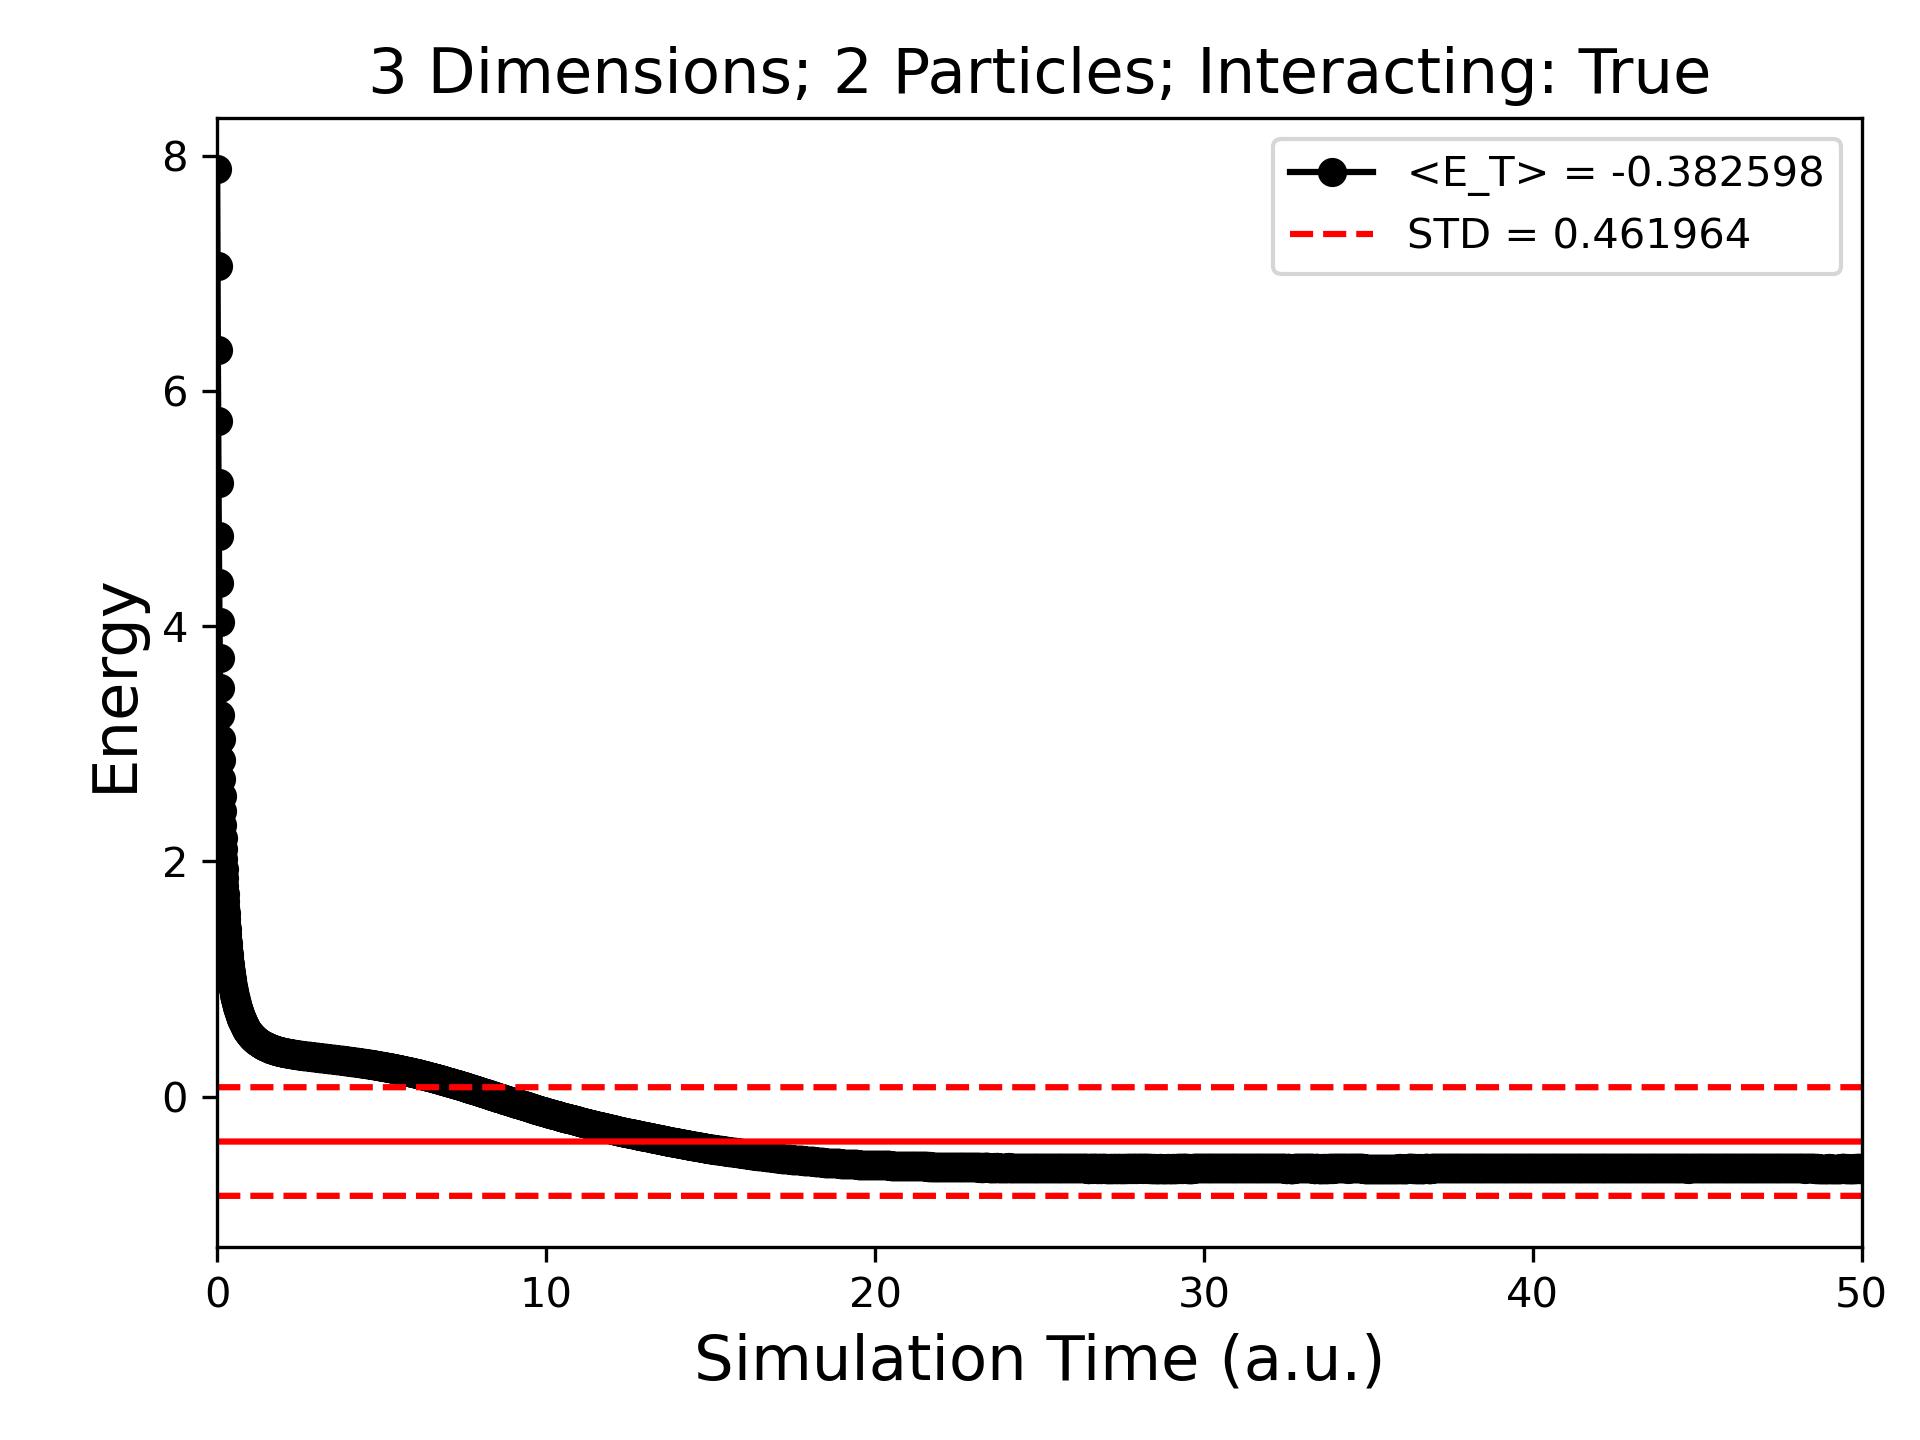 3 Dimensions; 2 Particles; Interacting: True
<E_T> = -0.382598
STD = 0.461964
8
6
4
2
0
Energy
0 10 20 30 40 50
Simulation Time (a.u.)